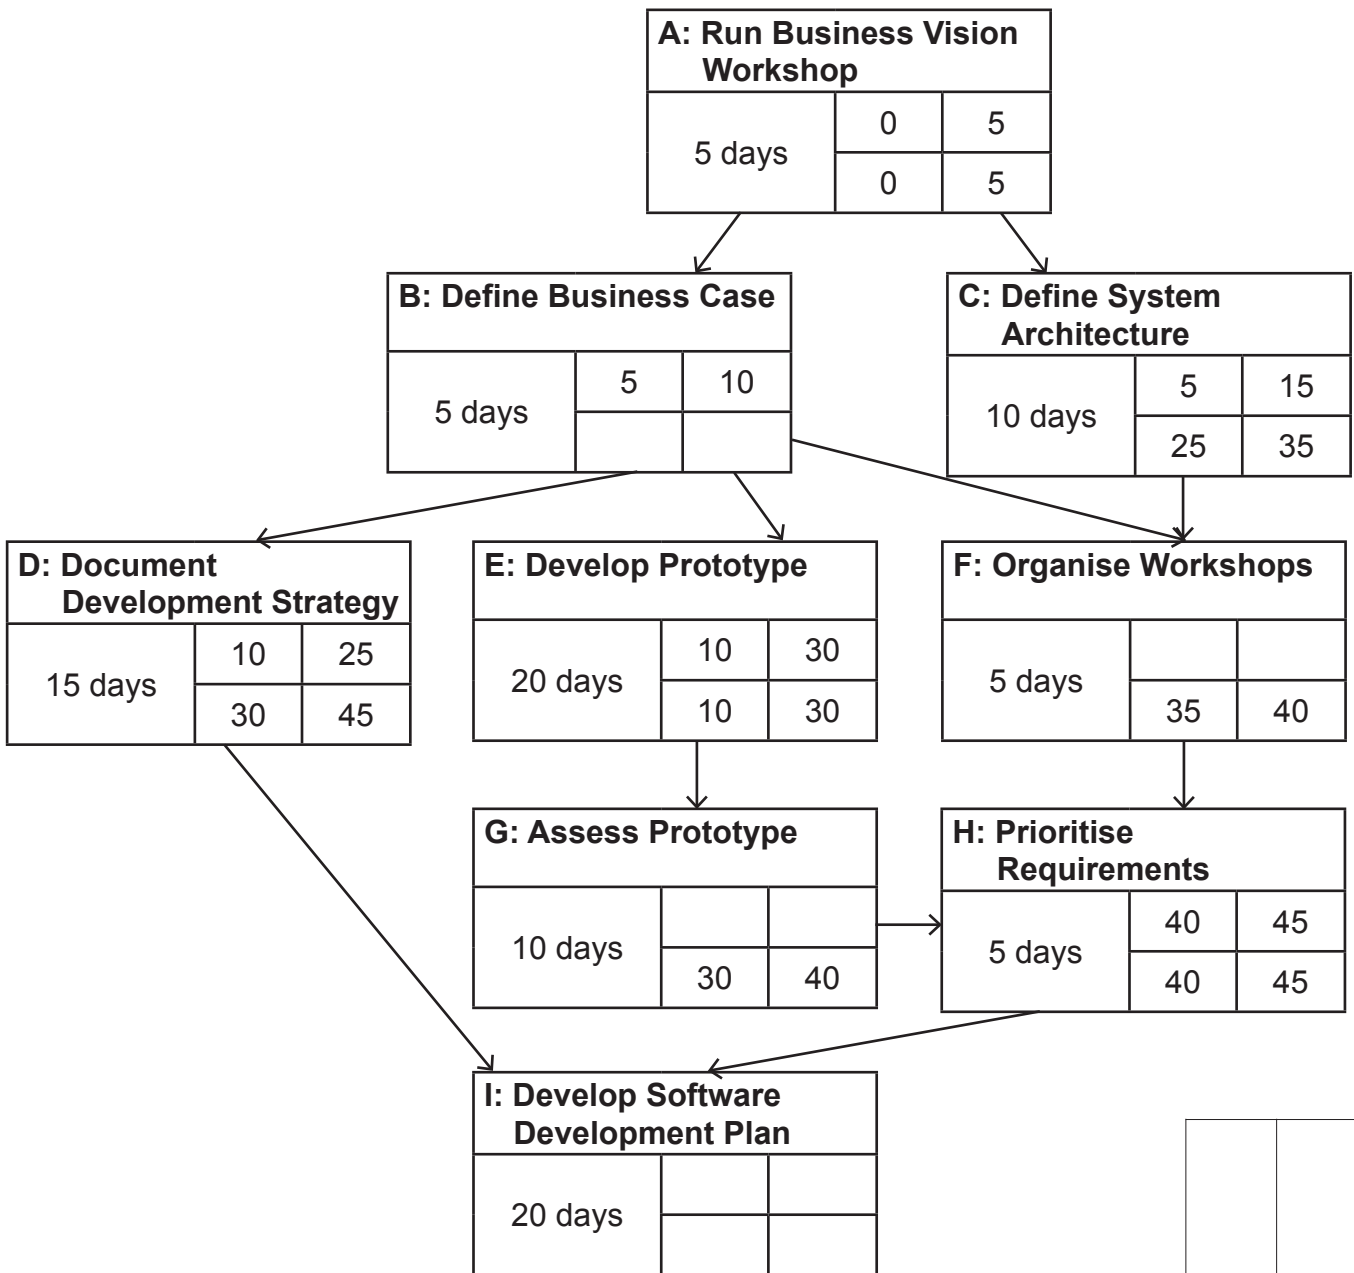 A: Run Business Vision
Workshop
5 days
0 5
0 5
B: Define Business Case
5 days
5 10
C: Define System
Architecture
10 days
5 15
25 35
D: Document
Development Strategy
15 days
10 25
30 45
E: Develop Prototype
20 days
10 30
10 30
F: Organise Workshops
5 days
35 40
G: Assess Prototype
10 days
30 40
H: Prioritise
Requirements
5 days
40 45
40 45
I: Develop Software
Development Plan
20 days